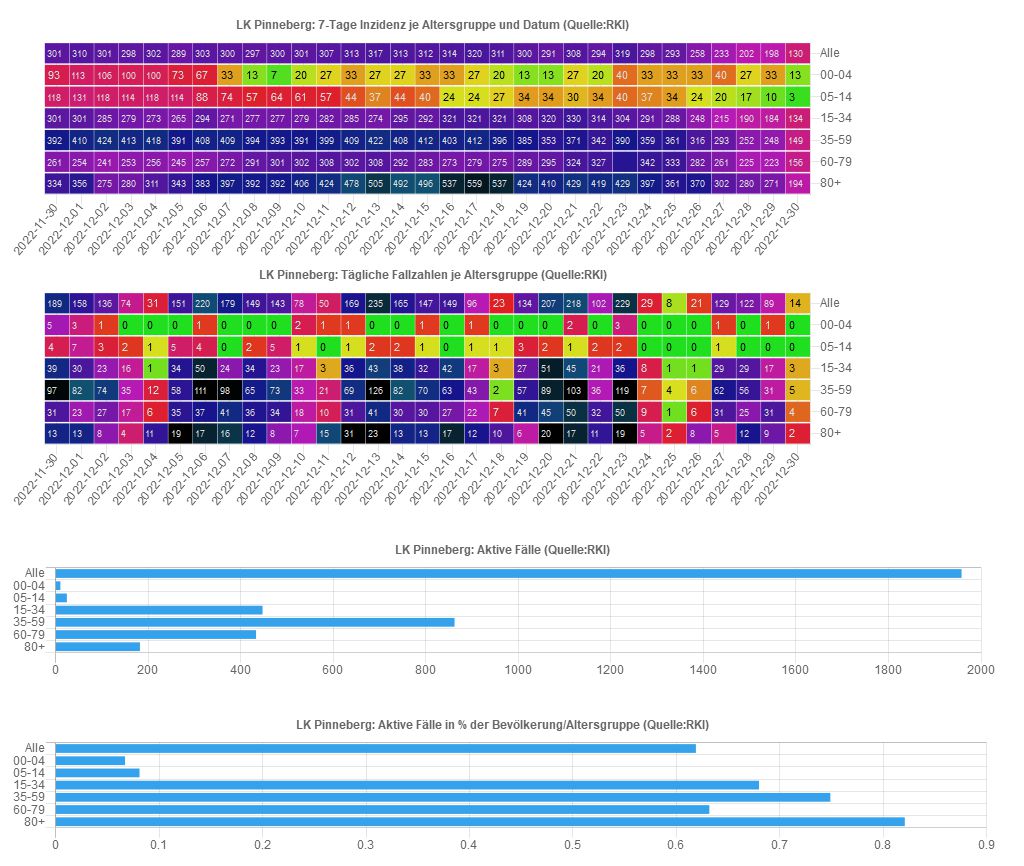 LK Pinneberg: 7-Tage Inzidenz je Altersgruppe und Datum (Quelle:RKI)
301 310 301 298 302 289 303 300 297 300 301 307 313 317 313 312 314 320 311 300 291 308 294 319 298 293 258 233 202 198 130 Alle
93 113 106 100 100 73 67 33 13 7 20 27 33 27 27 33 33 27 20 13 13 27 20 40 33 33 33 40 27 33 13 00-04
118 131 118 114 118 114 88 74 57 64 61 57 44 37 44 40 24 24 27 34 34 30 34 40 37 34 24 20 17 10 3 05-14
301 301 285 279 273 265 294 279 271 277 284 282 285 274 295 292 321 321 321 308 320 330 314 304 291 288 248 215 190 184 134 15-34
392 410 424 413 418 391 408 409 394 393 391 399 409 422 408 412 403 412 396 385 353 371 342 390 359 361 316 293 252 248 149 35-59
261 254 241 253 256 245 257 272 291 301 302 308 302 308 292 283 273 279 275 289 295 324 327 342 333 282 261 225 223 156 60-79
334 356 275 280 311 343 383 397 392 392 406 424 478 505 492 496 537 559 537 424 410 429 419 429 397 361 370 302 280 271 194 80+
2022-11-30 2022-12-01 2022-12-02 2022-12-03 2022-12-04 2022-12-05 2022-12-06 2022-12-07 2022-12-08 2022-12-09 2022-12-10 2022-12-11 2022-12-12 2022-12-13 2022-12-14 2022-12-15 2022-12-16 2022-12-17 2022-12-18 2022-12-19 2022-12-20 2022-12-21 2022-12-22 2022-12-23 2022-12-24 2022-12-25 2022-12-26 2022-12-27 2022-12-28 2022-12-29 2022-12-30
LK Pinneberg: Tägliche Fallzahlen je Altersgruppe (Quelle:RKI)
189 158 136 74 31 151 220 179 149 143 78 50 169 235 165 147 149 96 23 134 207 218 102 229 29 8 21 129 122 89 14 Alle
5 3 1 0 0 0 1 0 0 0 2 1 1 0 0 1 0 1 0 0 0 2 0 3 0 0 0 1 0 1 0 00-04
4 7 3 2 1 5 4 0 2 5 1 0 1 2 2 1 0 1 1 3 2 1 2 2 0 0 0 1 0 0 0 05-14
39 30 23 16 1 34 50 24 34 23 17 3 36 43 38 32 42 17 3 27 51 45 21 36 8 1 1 29 29 17 3 15-34
97 82 74 35 12 58 111 98 65 73 33 21 69 126 82 70 63 43 2 57 89 103 36 119 7 4 6 62 56 31 5 35-59
31 23 27 17 6 35 37 41 36 34 18 10 31 41 30 30 27 22 7 41 45 50 32 50 9 1 6 31 25 31 4 60-79
13 13 8 4 11 19 17 16 12 8 7 15 31 23 13 13 17 12 10 6 20 17 11 19 5 2 8 5 12 9 2 80+
2022-11-30 2022-12-01 2022-12-02 2022-12-03 2022-12-04 2022-12-05 2022-12-06 2022-12-07 2022-12-08 2022-12-09 2022-12-10 2022-12-11 2022-12-12 2022-12-13 2022-12-14 2022-12-15 2022-12-16 2022-12-17 2022-12-18 2022-12-19 2022-12-20 2022-12-21 2022-12-22 2022-12-23 2022-12-24 2022-12-25 2022-12-26 2022-12-27 2022-12-28 2022-12-29 2022-12-30
LK Pinneberg: Aktive Fälle (Quelle:RKI)
Alle
00-04
05-14
15-34
35-59
60-79
80+
0 200 400 600 800 1000 1200 1400 1600 1800 2000
LK Pinneberg: Aktive Fälle in % der Bevölkerung/Altersgruppe (Quelle:RKI)
Alle
00-04
05-14
15-34
35-59
60-79
80+
0 0.1 0.2 0.3 0.4 0.5 0.6 0.7 0.8 0.9